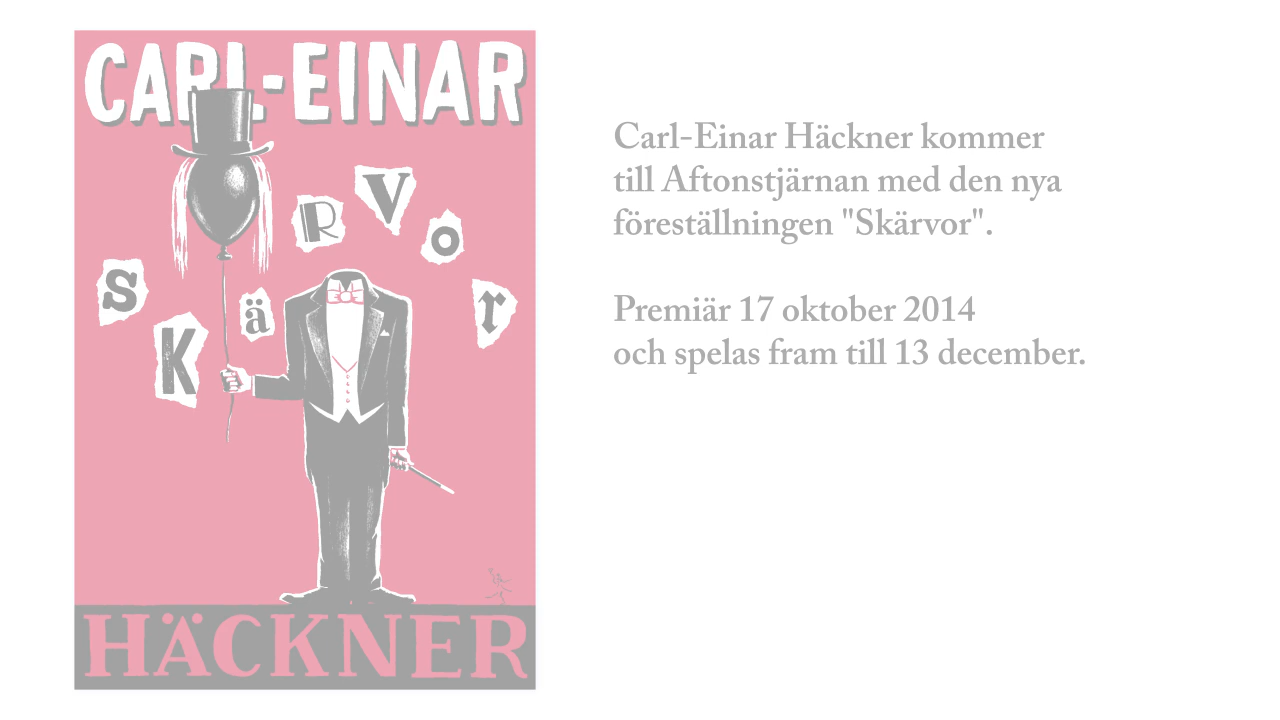 CARL-EINAR
Skärvor
HÄCKNER
Carl-Einar Häckner kommer
till Aftonstjärnan med den nya
föreställningen "Skärvor".
Premiär 17 oktober 2014
och spelas fram till 13 december.